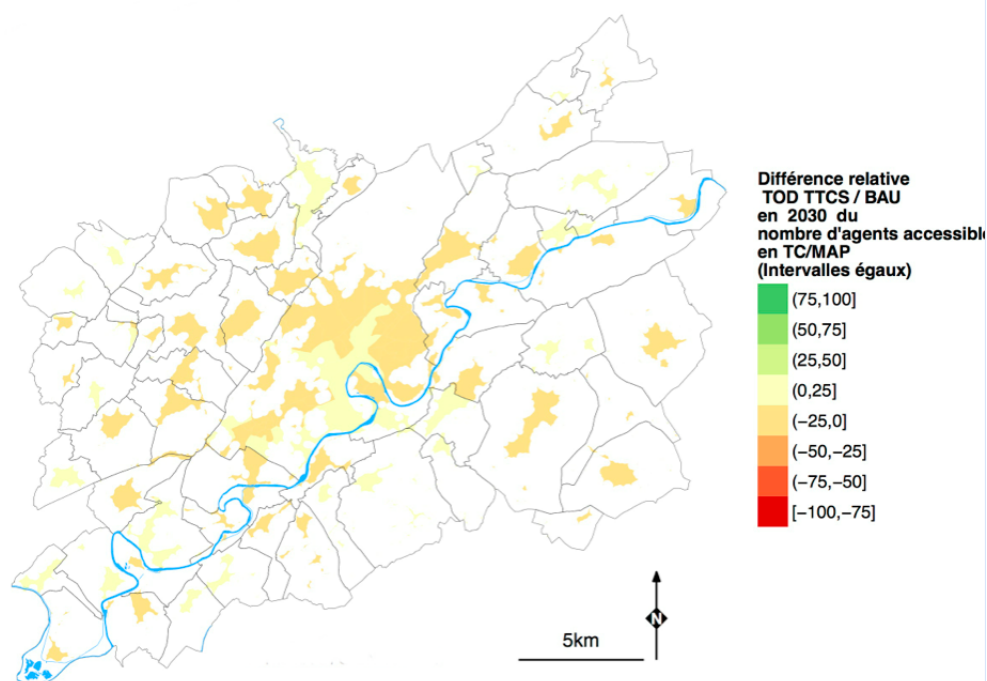 Différence relative
TOD TTCS / BAU
en 2030 du
nombre d'agents accessible
en TC/MAP
(Intervalles égaux)
(75,100]
(50,75]
(25,50]
(0,25]
(−25,0]
(−50,−25]
(−75,−50]
[−100,−75]
N
5km